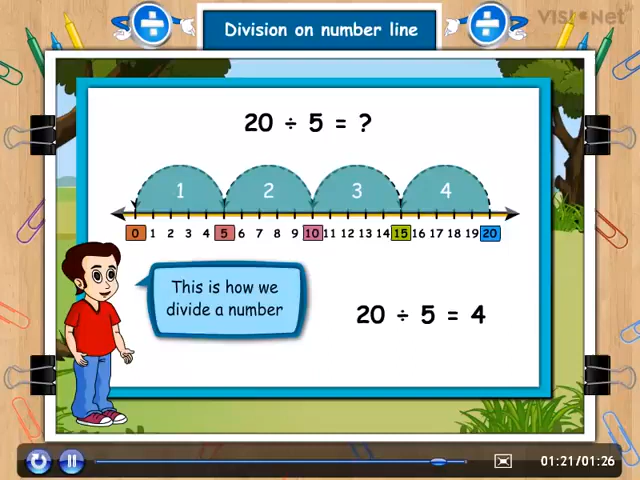 VISIONet
Division on number line
20 ÷ 5 = ?
1 2 3 4
0 1 2 3 4 5 6 7 8 9 10 11 12 13 14 15 16 17 18 19 20
This is how we
divide a number
20 ÷ 5 = 4
01:21/01:26